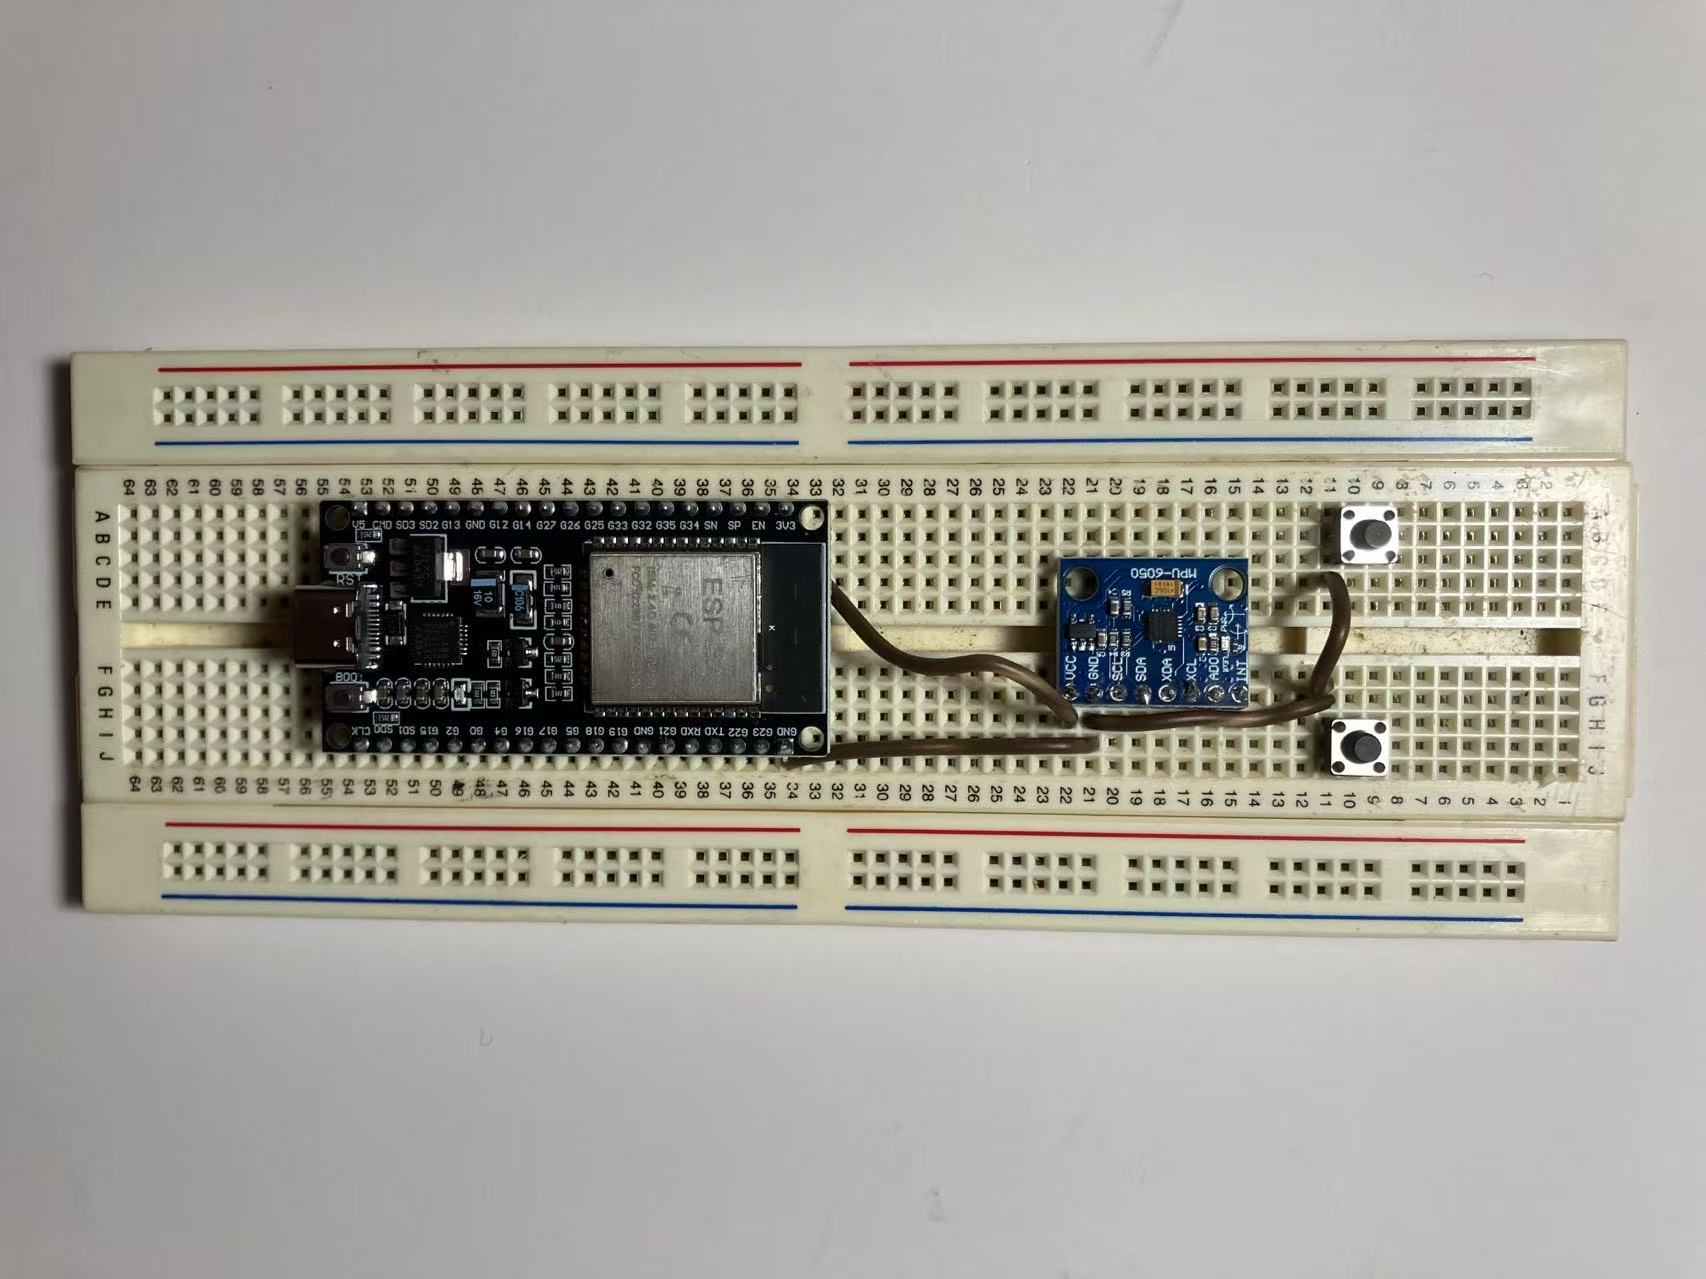 64 63 62 61 60 59 58 57 56 55 54 53 52 51 50 49 48 47 46 45 44 43 42 41 40 39 38 37 36 35 34 33 32 31 30 29 28 27 26 25 24 23 22 21 20 19 18 17 16 15 14 13 12 11 10 9 8 7 6 5 4 3 2
A
B
C
D
E
F
G
H
I
J
V5 CMD SD3 SD2 G13 GND G12 G14 G27 G26 G25 G33 G32 G35 G34 SN SP EN 3V3
RST
10
16V
C106
ESP
BOO
CLK SD0 SD1 G15 G2 G0 G4 G16 G17 G5 G18 G19 GND G21 RXD TXD G22 G23 GND
MPU-6050
VCC GND SCL SDA XDA XCL ADO INT
F
G
H
I
J
64 63 62 61 60 59 58 57 56 55 54 53 52 51 50 49 48 47 46 45 44 43 42 41 40 39 38 37 36 35 34 33 32 31 30 29 28 27 26 25 24 23 22 21 20 19 18 17 16 15 14 13 12 11 10 9 8 7 6 5 4 3 2 1